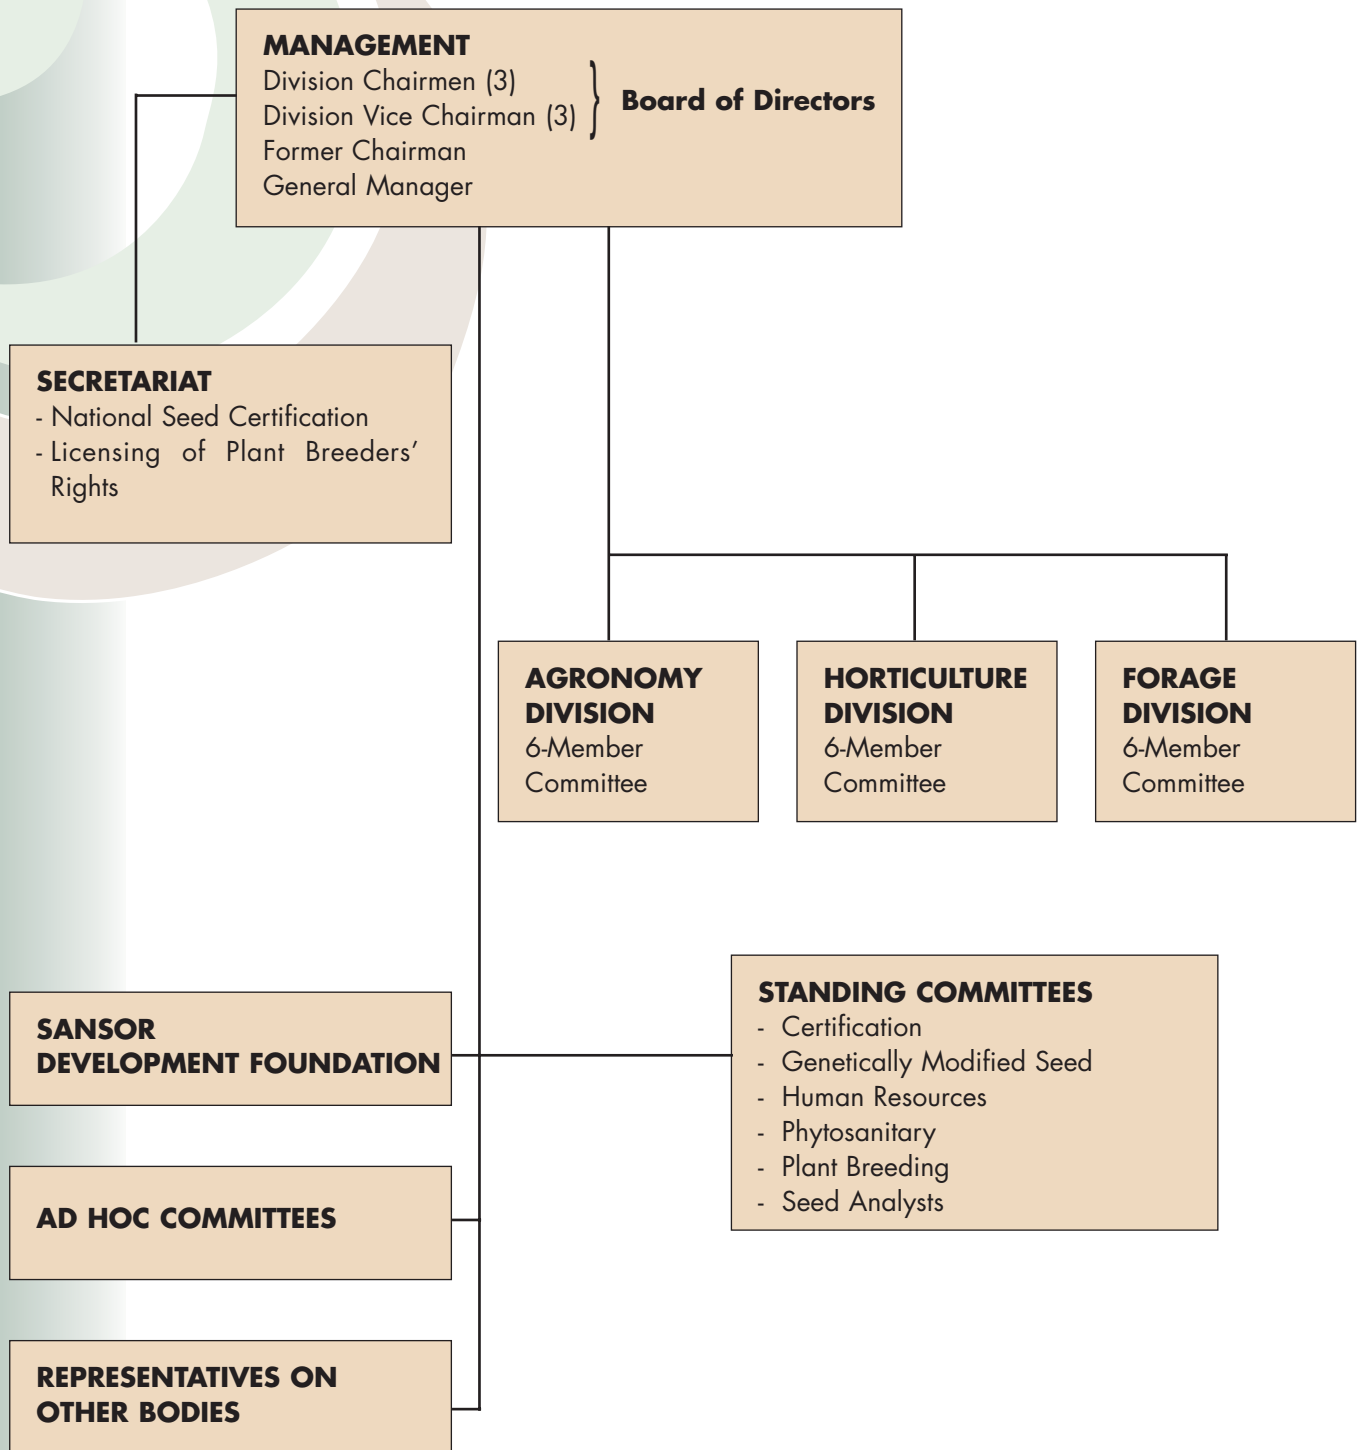 MANAGEMENT
Division Chairmen (3)
Division Vice Chairman (3)
} Board of Directors
Former Chairman
General Manager
SECRETARIAT
- National Seed Certification
- Licensing of Plant Breeders’
Rights
AGRONOMY
DIVISION
6-Member
Committee
HORTICULTURE
DIVISION
6-Member
Committee
FORAGE
DIVISION
6-Member
Committee
SANSOR
DEVELOPMENT FOUNDATION
STANDING COMMITTEES
- Certification
- Genetically Modified Seed
- Human Resources
- Phytosanitary
- Plant Breeding
- Seed Analysts
AD HOC COMMITTEES
REPRESENTATIVES ON
OTHER BODIES